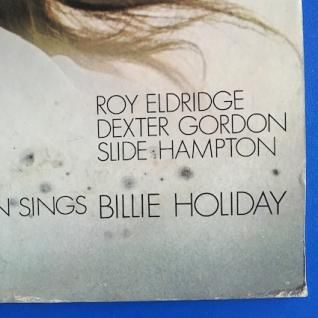 ROY ELDRIDGE
DEXTER GORDON
SLIDE HAMPTON
N SINGS BILLIE HOLIDAY